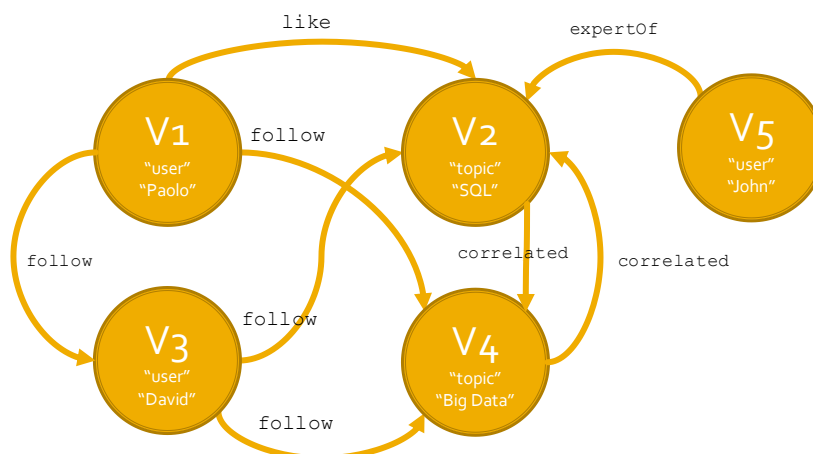 like
expertOf
V1
"user"
"Paolo"
follow
V2
"topic"
"SQL"
V5
"user"
"John"
follow
correlated
correlated
V3
"user"
"David"
follow
V4
"topic"
"Big Data"
follow